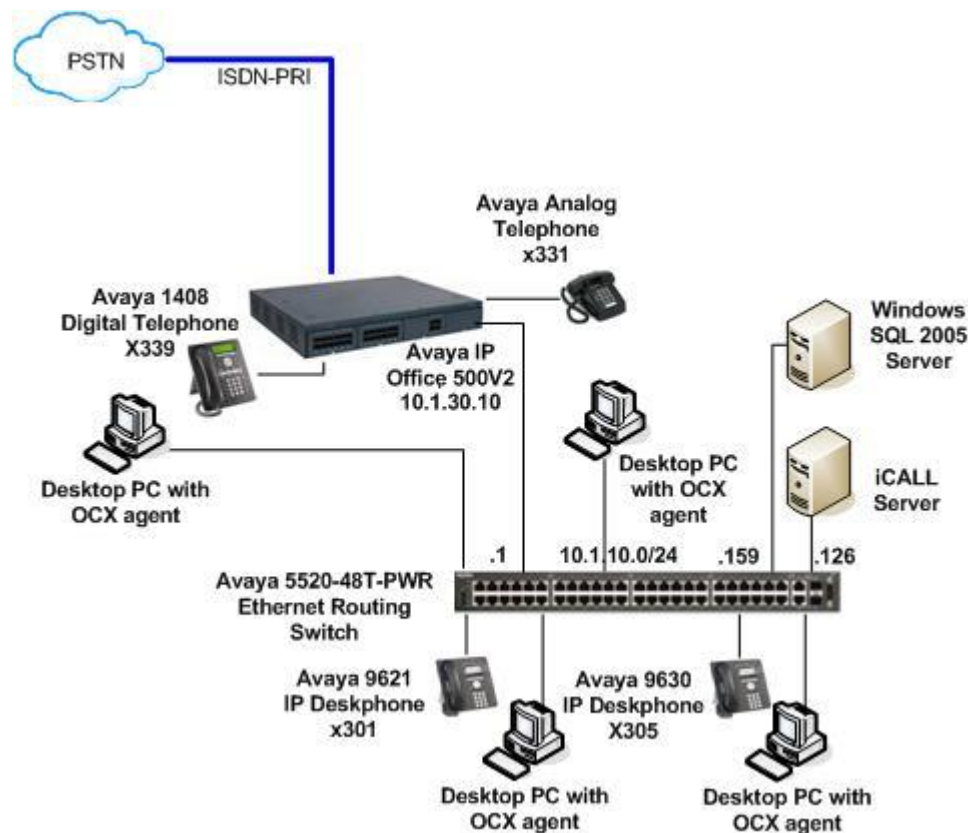 PSTN
ISDN-PRI
Avaya Analog
Telephone
x331
Avaya 1408
Digital Telephone
X339
Avaya IP
Office 500V2
10.1.30.10
Windows
SQL 2005
Server
Desktop PC with
OCX agent
Desktop PC
with OCX
agent
iCALL
Server
.1
10.1.10.0/24
.159
.126
Avaya 5520-48T-PWR
Ethernet Routing
Switch
Avaya 9621
IP Deskphone
x301
Avaya 9630
IP Deskphone
X305
Desktop PC with
OCX agent
Desktop PC with
OCX agent